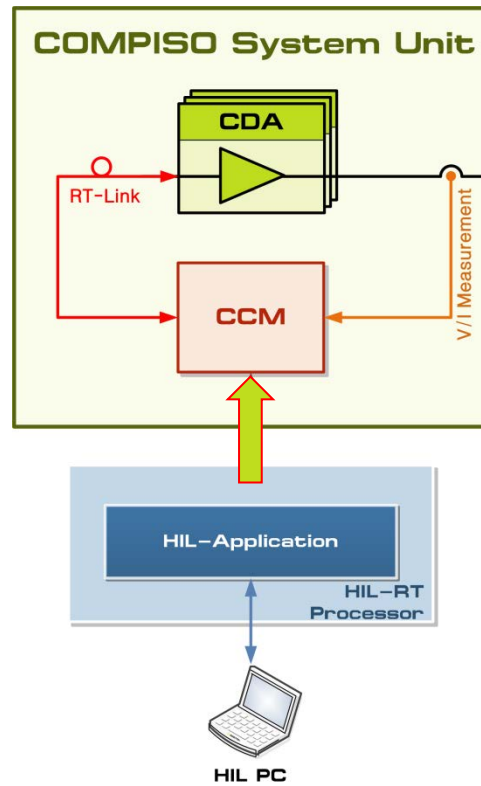 COMPISO System Unit
CDA
RT-Link
CCM
V/I Measurement
HIL-Application
HIL-RT
Processor
HIL PC